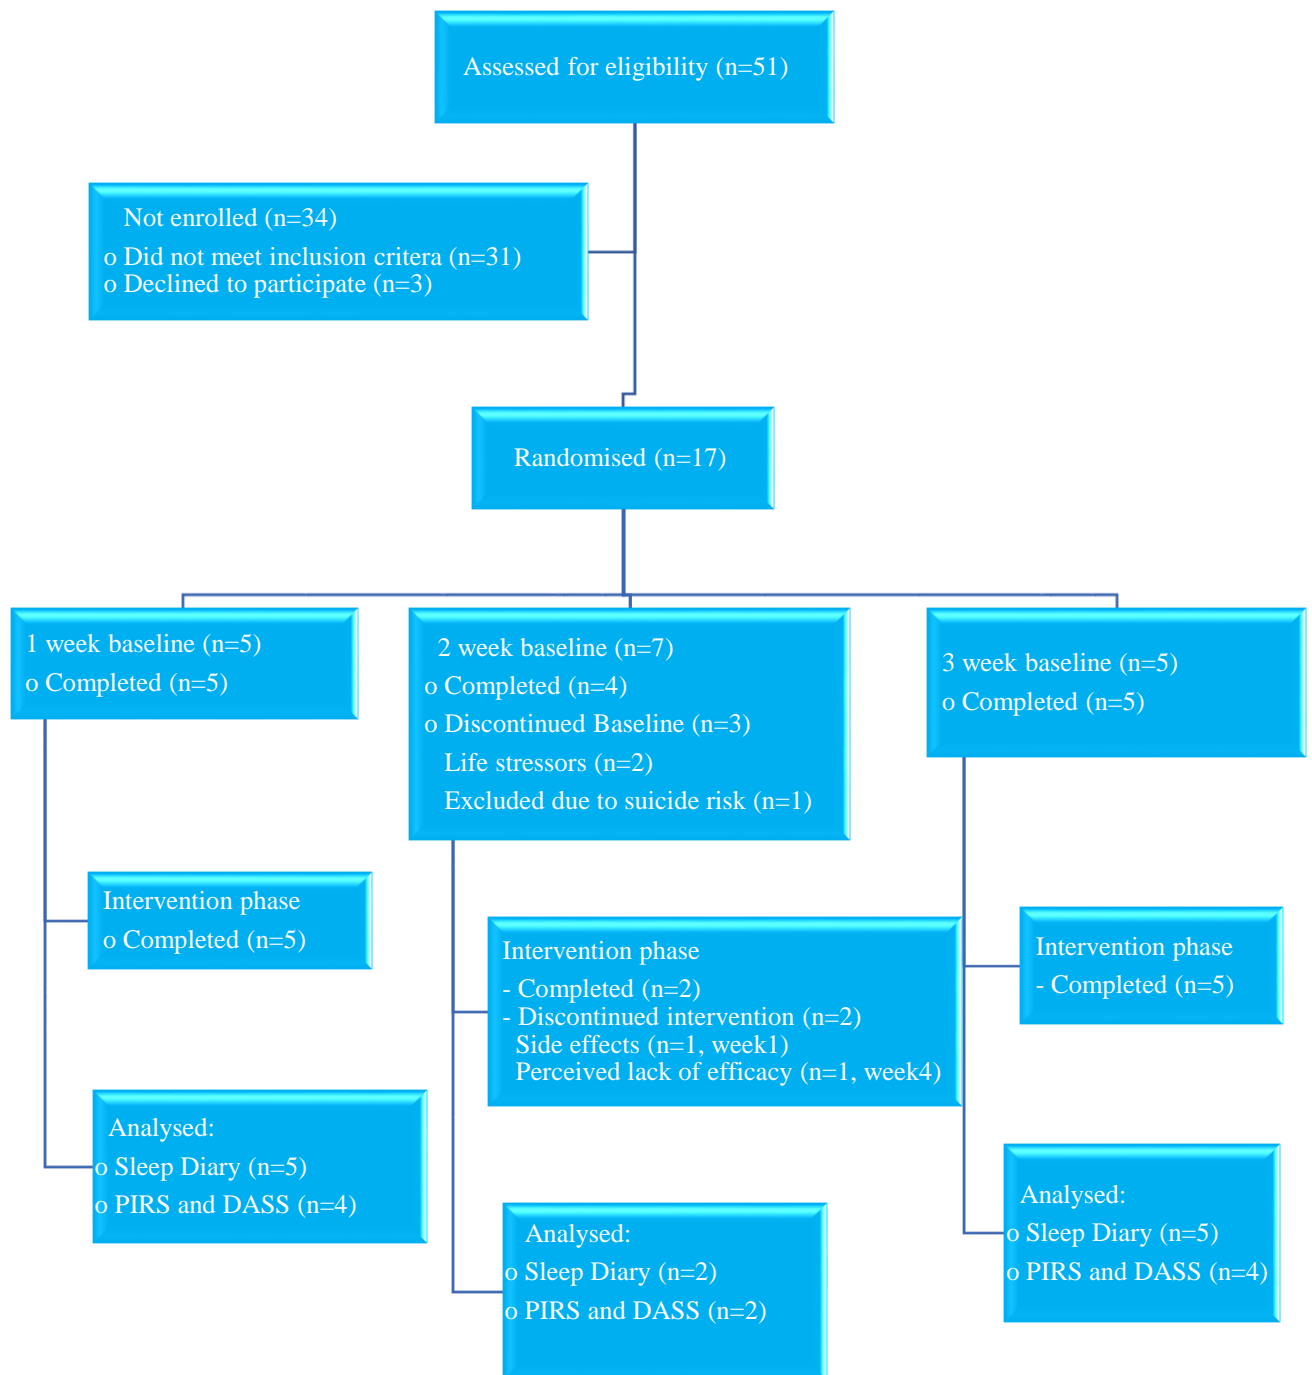 Assessed for eligibility (n=51)
Not enrolled (n=34)
o Did not meet inclusion critera (n=31)
o Declined to participate (n=3)
Randomised (n=17)
1 week baseline (n=5)
o Completed (n=5)
2 week baseline (n=7)
o Completed (n=4)
o Discontinued Baseline (n=3)
Life stressors (n=2)
Excluded due to suicide risk (n=1)
3 week baseline (n=5)
o Completed (n=5)
Intervention phase
o Completed (n=5)
Intervention phase
- Completed (n=2)
- Discontinued intervention (n=2)
Side effects (n=1, week1)
Perceived lack of efficacy (n=1, week4)
Intervention phase
- Completed (n=5)
Analysed:
o Sleep Diary (n=5)
o PIRS and DASS (n=4)
Analysed:
o Sleep Diary (n=2)
o PIRS and DASS (n=2)
Analysed:
o Sleep Diary (n=5)
o PIRS and DASS (n=4)